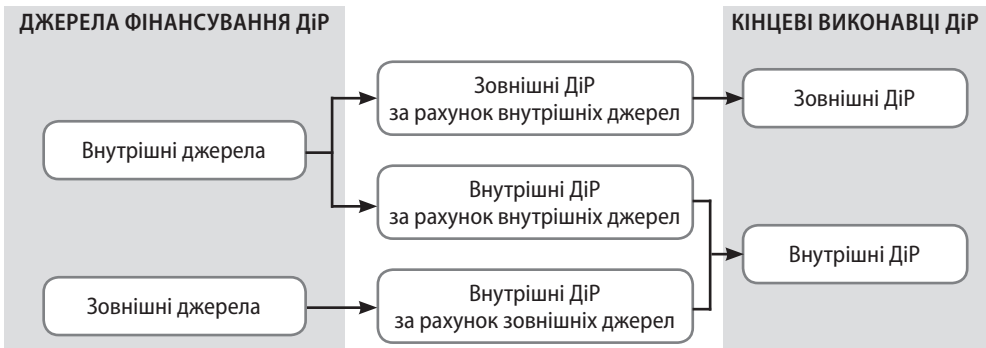 ДЖЕРЕЛА ФІНАНСУВАННЯ ДіР
КІНЦЕВІ ВИКОНАВЦІ ДіР
Зовнішні ДіР
за рахунок внутрішніх джерел
Зовнішні ДіР
Внутрішні джерела
Внутрішні ДіР
за рахунок внутрішніх джерел
Внутрішні ДіР
Зовнішні джерела
Внутрішні ДіР
за рахунок зовнішніх джерел